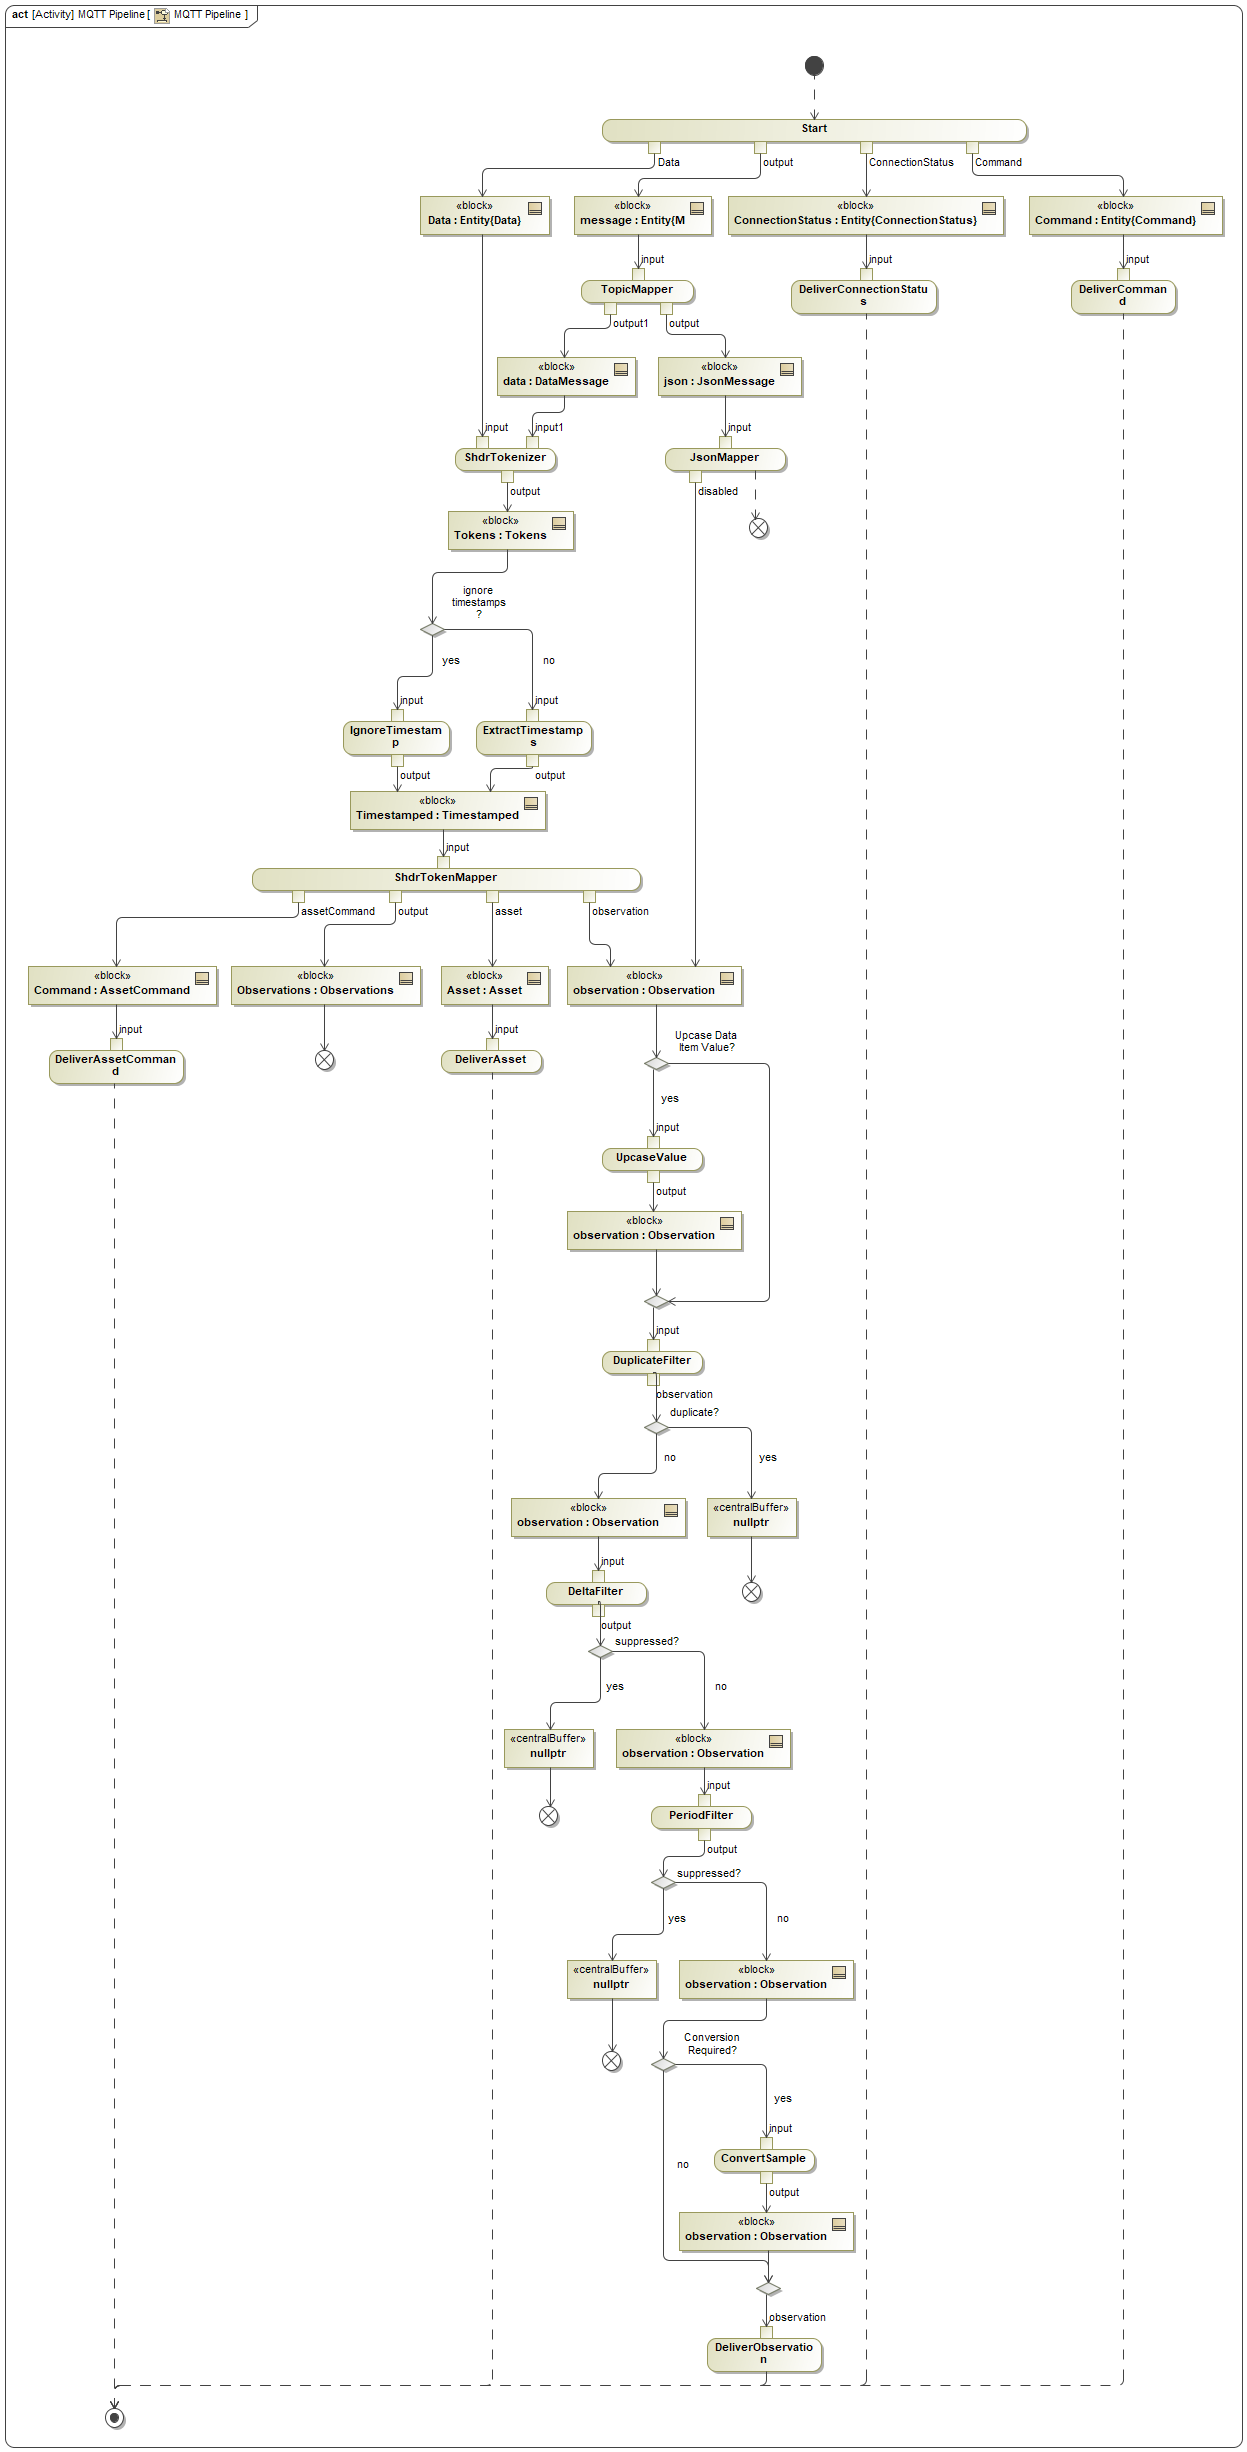 act [Activity] MQTT Pipeline [ MQTT Pipeline ]
Start
Data
output
ConnectionStatus
Command
«block»
Data : Entity{Data}
«block»
message : Entity{M
«block»
ConnectionStatus : Entity{ConnectionStatus}
«block»
Command : Entity{Command}
input
input
input
TopicMapper
DeliverConnectionStatu
s
DeliverComman
d
output1
output
«block»
data : DataMessage
«block»
json : JsonMessage
input
input1
input
ShdrTokenizer
JsonMapper
output
disabled
«block»
Tokens : Tokens
ignore
timestamps
?
yes
no
input
input
IgnoreTimestam
p
ExtractTimestamp
s
output
output
«block»
Timestamped : Timestamped
input
ShdrTokenMapper
assetCommand
output
asset
observation
«block»
Command : AssetCommand
«block»
Observations : Observations
«block»
Asset : Asset
«block»
observation : Observation
input
input
Upcase Data
Item Value?
DeliverAssetComman
d
DeliverAsset
yes
input
UpcaseValue
output
«block»
observation : Observation
input
DuplicateFilter
observation
duplicate?
no
yes
«block»
observation : Observation
«centralBuffer»
nullptr
input
DeltaFilter
output
suppressed?
yes
no
«centralBuffer»
nullptr
«block»
observation : Observation
input
PeriodFilter
output
suppressed?
yes
no
«centralBuffer»
nullptr
«block»
observation : Observation
Conversion
Required?
yes
input
no
ConvertSample
output
«block»
observation : Observation
observation
DeliverObservatio
n